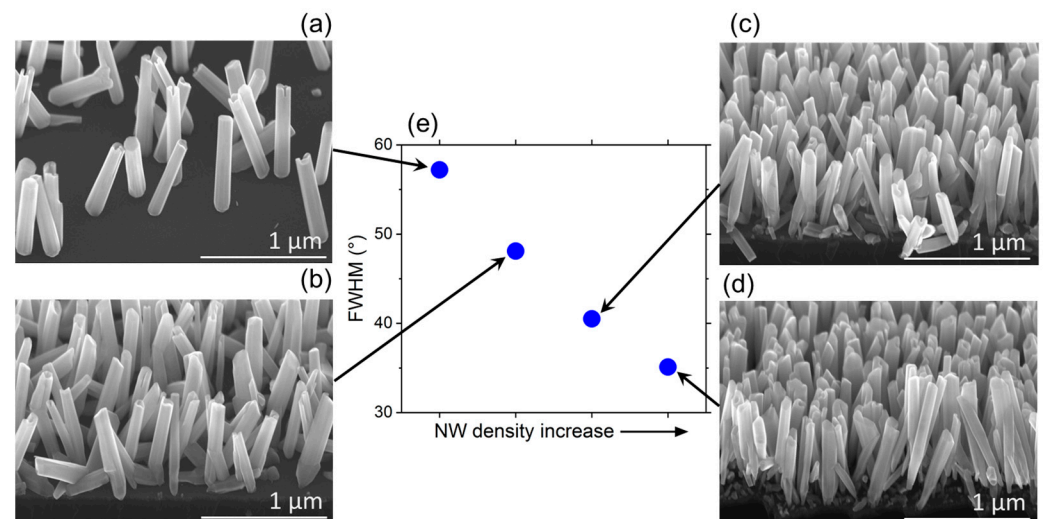 (a)
1 µm
(b)
1 µm
(c)
1 µm
(d)
1 µm
(e)
60
50
40
30
FWHM (°)
NW density increase